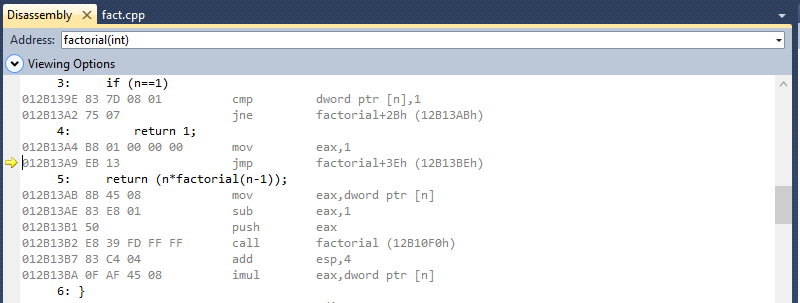 Disassembly fact.cpp
Address: factorial(int)
Viewing Options
3: if (n==1)
012B139E 83 7D 08 01 cmp dword ptr [n],1
012B13A2 75 07 jne factorial+2Bh (12B13ABh)
4: return 1;
012B13A4 B8 01 00 00 00 mov eax,1
012B13A9 EB 13 jmp factorial+3Eh (12B13BEh)
5: return (n*factorial(n-1));
012B13AB 8B 45 08 mov eax,dword ptr [n]
012B13AE 83 E8 01 sub eax,1
012B13B1 50 push eax
012B13B2 E8 39 FD FF FF call factorial (12B10F0h)
012B13B7 83 C4 04 add esp,4
012B13BA 0F AF 45 08 imul eax,dword ptr [n]
6: }